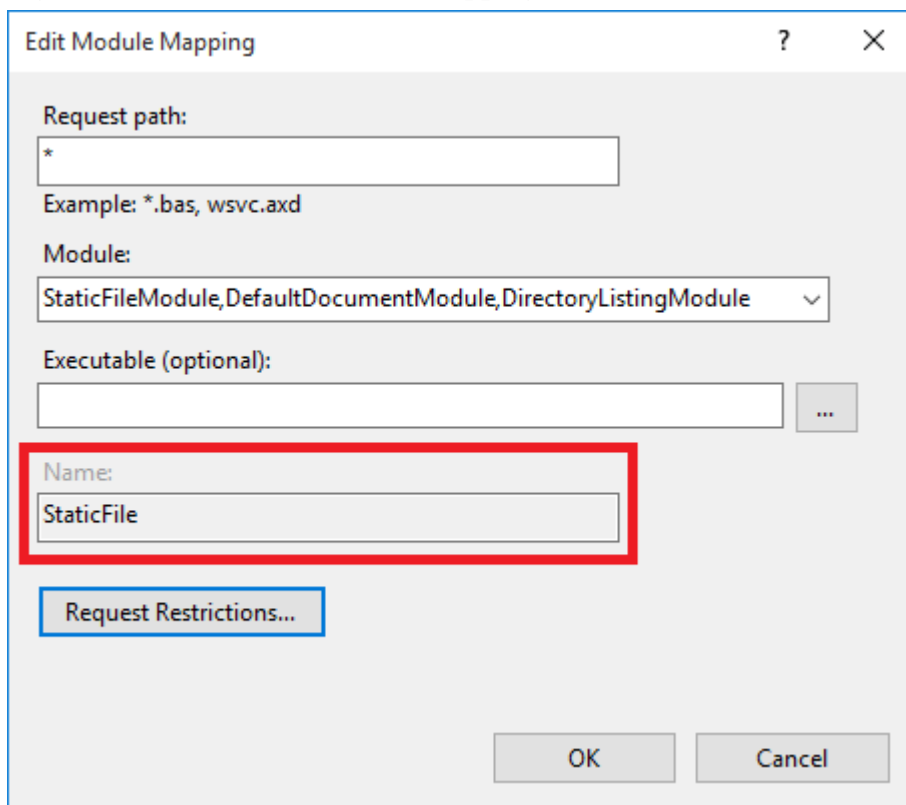 Edit Module Mapping ?
Request path:
*
Example: *.bas, wsvc.axd
Module:
StaticFileModule,DefaultDocumentModule,DirectoryListingModule
Executable (optional):
...
Name:
StaticFile
Request Restrictions...
OK Cancel